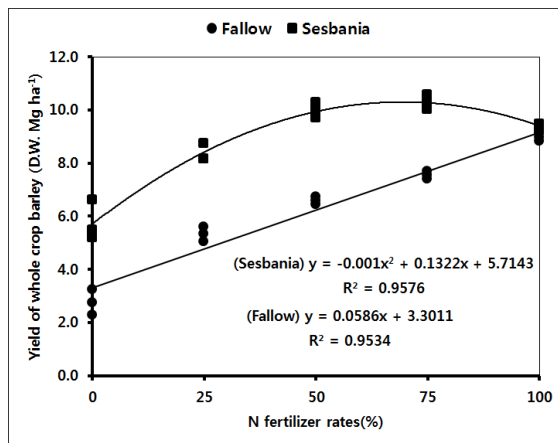 ● Fallow ■ Sesbania
Yield of whole crop barley (D.W. Mg ha⁻¹)
12.0
10.0
8.0
6.0
4.0
2.0
0.0
(Sesbania) y = -0.001x² + 0.1322x + 5.7143
R² = 0.9576
(Fallow) y = 0.0586x + 3.3011
R² = 0.9534
0 25 50 75 100
N fertilizer rates(%)